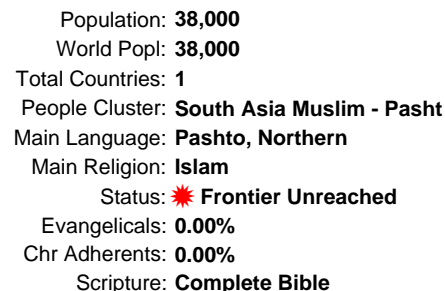 Population: 38,000
World Popl: 38,000
Total Countries: 1
People Cluster: South Asia Muslim - Pasht
Main Language: Pashto, Northern
Main Religion: Islam
Status: Frontier Unreached
Evangelicals: 0.00%
Chr Adherents: 0.00%
Scripture: Complete Bible